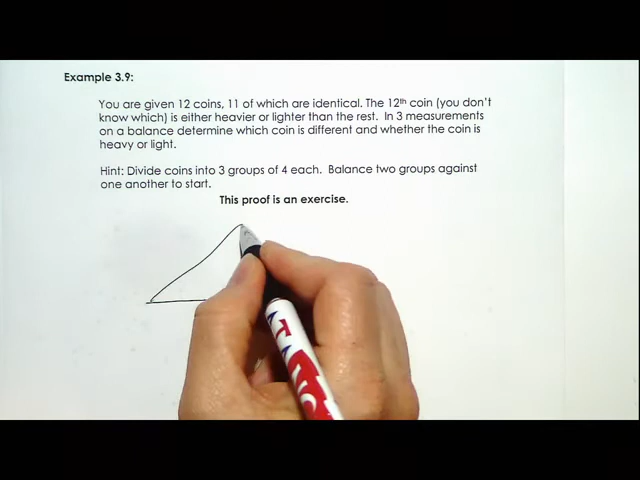 Example 3.9:
You are given 12 coins, 11 of which are identical. The 12th coin (you don't
know which) is either heavier or lighter than the rest. In 3 measurements
on a balance determine which coin is different and whether the coin is
heavy or light.
Hint: Divide coins into 3 groups of 4 each. Balance two groups against
one another to start.
This proof is an exercise.